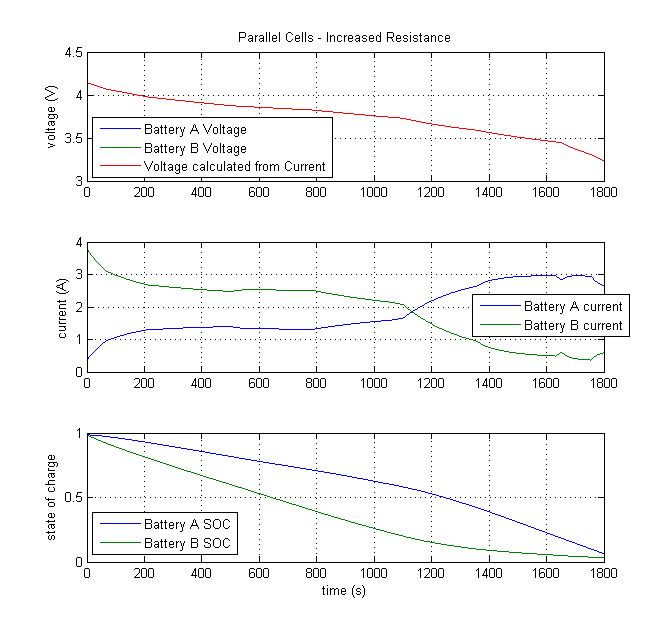 Parallel Cells - Increased Resistance
4.5
4
3.5
3
voltage (V)
Battery A Voltage
Battery B Voltage
Voltage calculated from Current
0 200 400 600 800 1000 1200 1400 1600 1800
4
3
2
1
0
current (A)
Battery A current
Battery B current
0 200 400 600 800 1000 1200 1400 1600 1800
1
0.5
0
state of charge
Battery A SOC
Battery B SOC
0 200 400 600 800 1000 1200 1400 1600 1800
time (s)